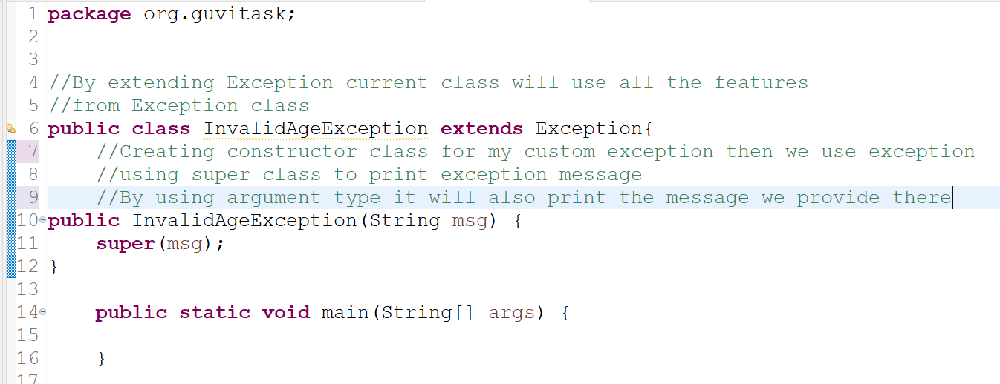 1 package org.guvitask;
2
3
4 //By extending Exception current class will use all the features
5 //from Exception class
6 public class InvalidAgeException extends Exception{
7 //Creating constructor class for my custom exception then we use exception
8 //using super class to print exception message
9 //By using argument type it will also print the message we provide there
10 public InvalidAgeException(String msg) {
11 super(msg);
12 }
13
14 public static void main(String[] args) {
15
16 }
17